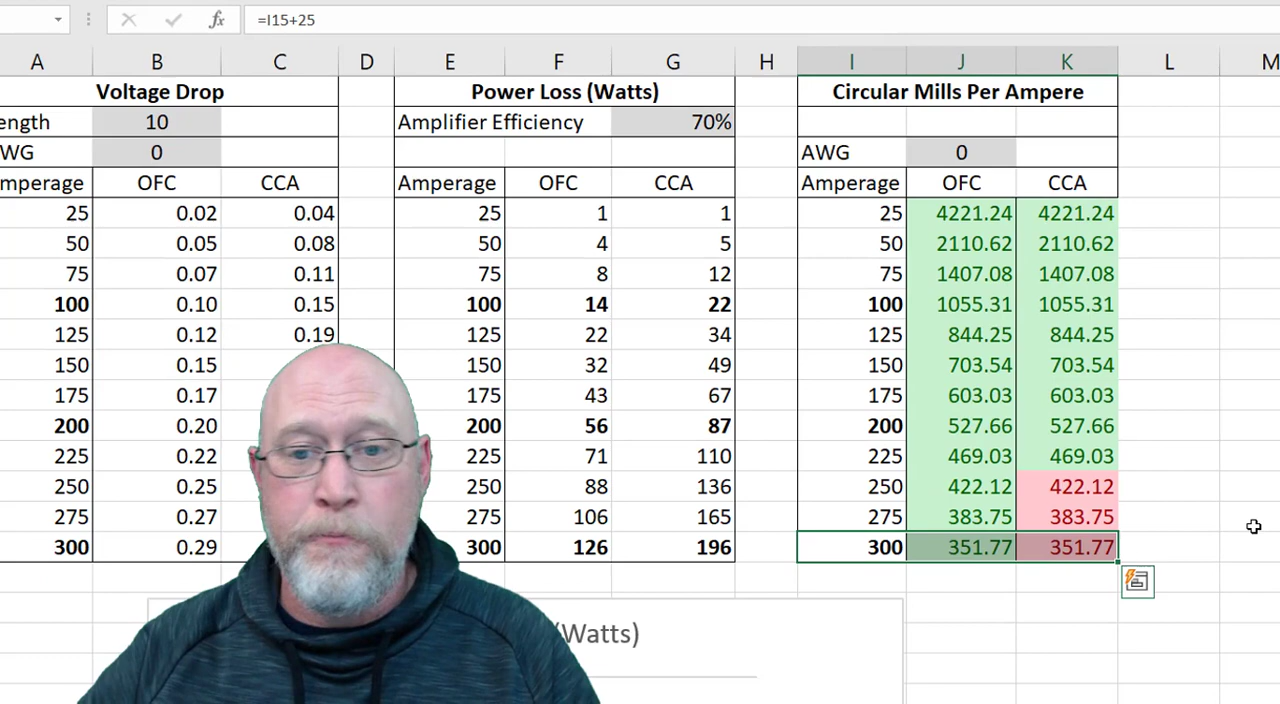 =I15+25
A B C D E F G H I J K L M
Voltage Drop Power Loss (Watts) Circular Mills Per Ampere
ength 10 Amplifier Efficiency 70%
WG 0 AWG 0
mperage OFC CCA Amperage OFC CCA Amperage OFC CCA
25 0.02 0.04 25 1 1 25 4221.24 4221.24
50 0.05 0.08 50 4 5 50 2110.62 2110.62
75 0.07 0.11 75 8 12 75 1407.08 1407.08
100 0.10 0.15 100 14 22 100 1055.31 1055.31
125 0.12 0.19 125 22 34 125 844.25 844.25
150 0.15 150 32 49 150 703.54 703.54
175 0.17 175 43 67 175 603.03 603.03
200 0.20 200 56 87 200 527.66 527.66
225 0.22 225 71 110 225 469.03 469.03
250 0.25 250 88 136 250 422.12 422.12
275 0.27 275 106 165 275 383.75 383.75
300 0.29 300 126 196 300 351.77 351.77
(Watts)